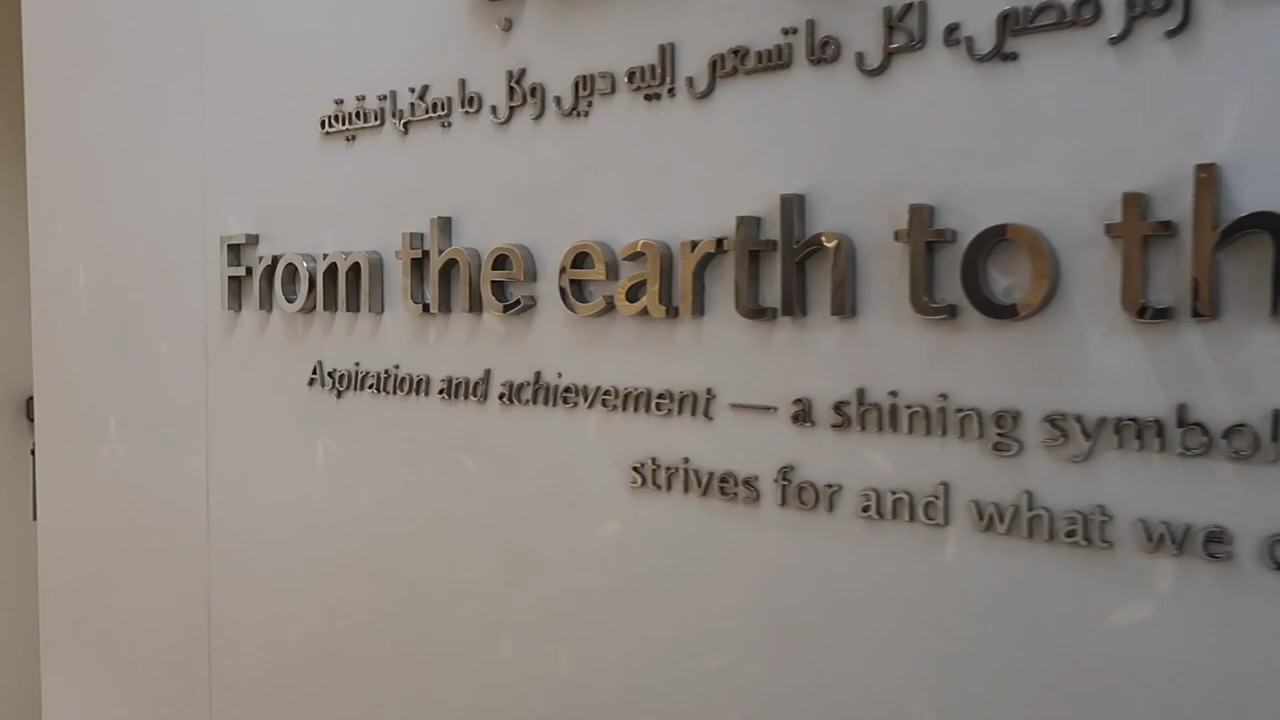 رمز مضيء لكل ما تسعى إليه دبي وكل ما يمكنها تحقيقه
From the earth to th
Aspiration and achievement — a shining symbol
strives for and what we